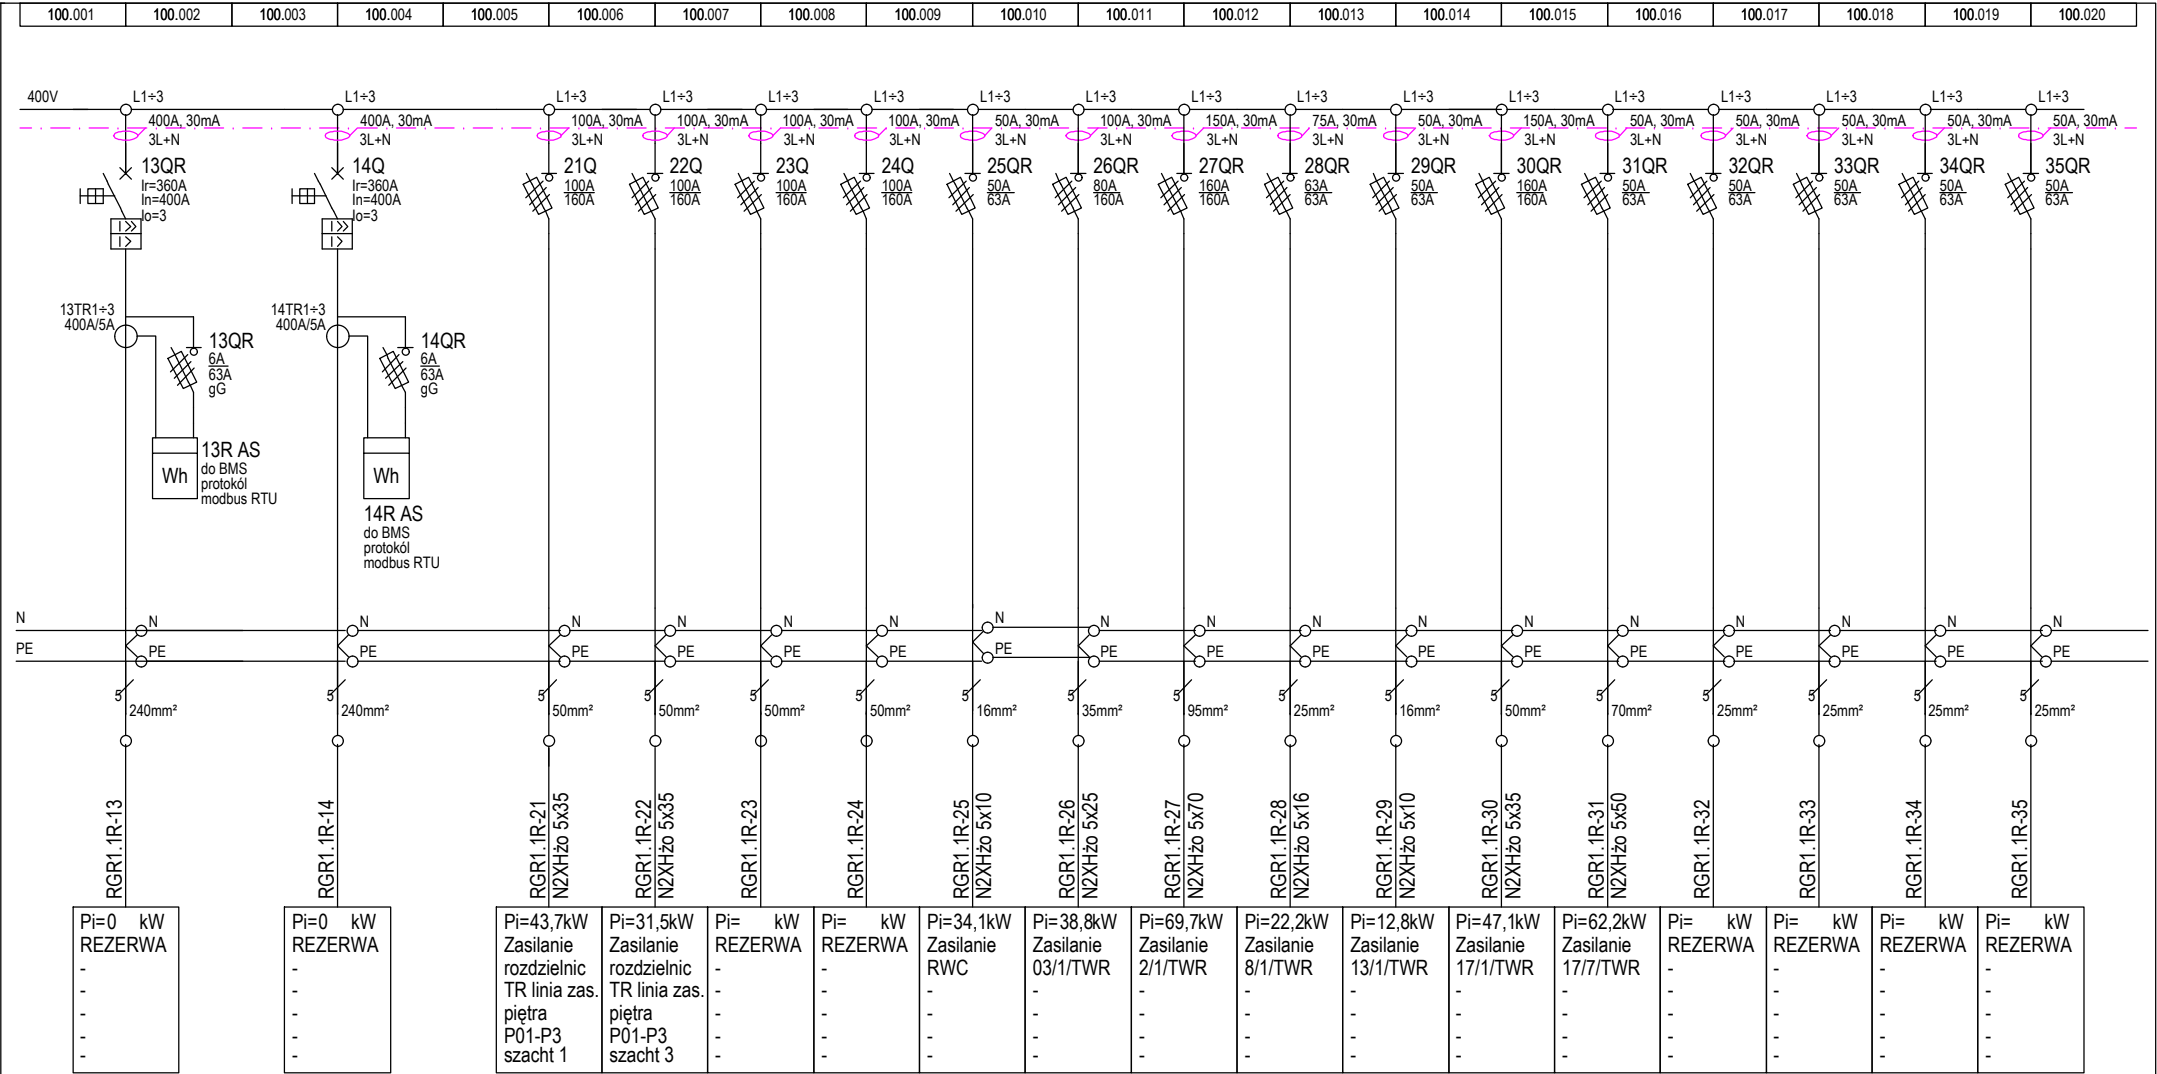 100.001 100.002 100.003 100.004 100.005 100.006 100.007 100.008 100.009 100.010 100.011 100.012 100.013 100.014 100.015 100.016 100.017 100.018 100.019 100.020
400V L1÷3 L1÷3 L1÷3 L1÷3 L1÷3 L1÷3 L1÷3 L1÷3 L1÷3 L1÷3 L1÷3 L1÷3 L1÷3 L1÷3 L1÷3 L1÷3 L1÷3
400A, 30mA 400A, 30mA 100A, 30mA 100A, 30mA 100A, 30mA 100A, 30mA 50A, 30mA 100A, 30mA 150A, 30mA 75A, 30mA 50A, 30mA 150A, 30mA 50A, 30mA 50A, 30mA 50A, 30mA 50A, 30mA 50A, 30mA
3L+N 3L+N 3L+N 3L+N 3L+N 3L+N 3L+N 3L+N 3L+N 3L+N 3L+N 3L+N 3L+N 3L+N 3L+N 3L+N 3L+N
13QR 14Q 21Q 22Q 23Q 24Q 25QR 26QR 27QR 28QR 29QR 30QR 31QR 32QR 33QR 34QR 35QR
Ir=360A Ir=360A 100A 100A 100A 100A 50A 80A 160A 63A 50A 160A 50A 50A 50A 50A 50A
In=400A In=400A 160A 160A 160A 160A 63A 160A 160A 63A 63A 160A 63A 63A 63A 63A 63A
Io=3 Io=3
I>> I>>
I> I>
13TR1÷3 14TR1÷3
400A/5A 400A/5A
13QR 14QR
6A 6A
63A 63A
gG gG
13R AS
do BMS
Wh Wh
protokól
modbus RTU
14R AS
do BMS
protokól
modbus RTU
N N N N N N N N N N N N N N N N N N
PE PE PE PE PE PE PE PE PE PE PE PE PE PE PE PE PE PE
5 5 5 5 5 5 5 5 5 5 5 5 5 5 5 5 5
240mm² 240mm² 50mm² 50mm² 50mm² 50mm² 16mm² 35mm² 95mm² 25mm² 16mm² 50mm² 70mm² 25mm² 25mm² 25mm² 25mm²
RGR1.1R-13
RGR1.1R-14
RGR1.1R-21
N2XHżo 5x35
RGR1.1R-22
N2XHżo 5x35
RGR1.1R-23
RGR1.1R-24
RGR1.1R-25
N2XHżo 5x10
RGR1.1R-26
N2XHżo 5x25
RGR1.1R-27
N2XHżo 5x70
RGR1.1R-28
N2XHżo 5x16
RGR1.1R-29
N2XHżo 5x10
RGR1.1R-30
N2XHżo 5x35
RGR1.1R-31
N2XHżo 5x50
RGR1.1R-32
RGR1.1R-33
RGR1.1R-34
RGR1.1R-35
Pi=0 kW
REZERWA
-
-
-
-
-
Pi=0 kW
REZERWA
-
-
-
-
-
Pi=43,7kW
Zasilanie
rozdzielnic
TR linia zas.
piętra
P01-P3
szacht 1
Pi=31,5kW
Zasilanie
rozdzielnic
TR linia zas.
piętra
P01-P3
szacht 3
Pi= kW
REZERWA
-
-
-
-
-
Pi= kW
REZERWA
-
-
-
-
-
Pi=34,1kW
Zasilanie
RWC
-
-
-
-
Pi=38,8kW
Zasilanie
03/1/TWR
-
-
-
-
Pi=69,7kW
Zasilanie
2/1/TWR
-
-
-
-
Pi=22,2kW
Zasilanie
8/1/TWR
-
-
-
-
Pi=12,8kW
Zasilanie
13/1/TWR
-
-
-
-
Pi=47,1kW
Zasilanie
17/1/TWR
-
-
-
-
Pi=62,2kW
Zasilanie
17/7/TWR
-
-
-
-
Pi= kW
REZERWA
-
-
-
-
-
Pi= kW
REZERWA
-
-
-
-
-
Pi= kW
REZERWA
-
-
-
-
-
Pi= kW
REZERWA
-
-
-
-
-